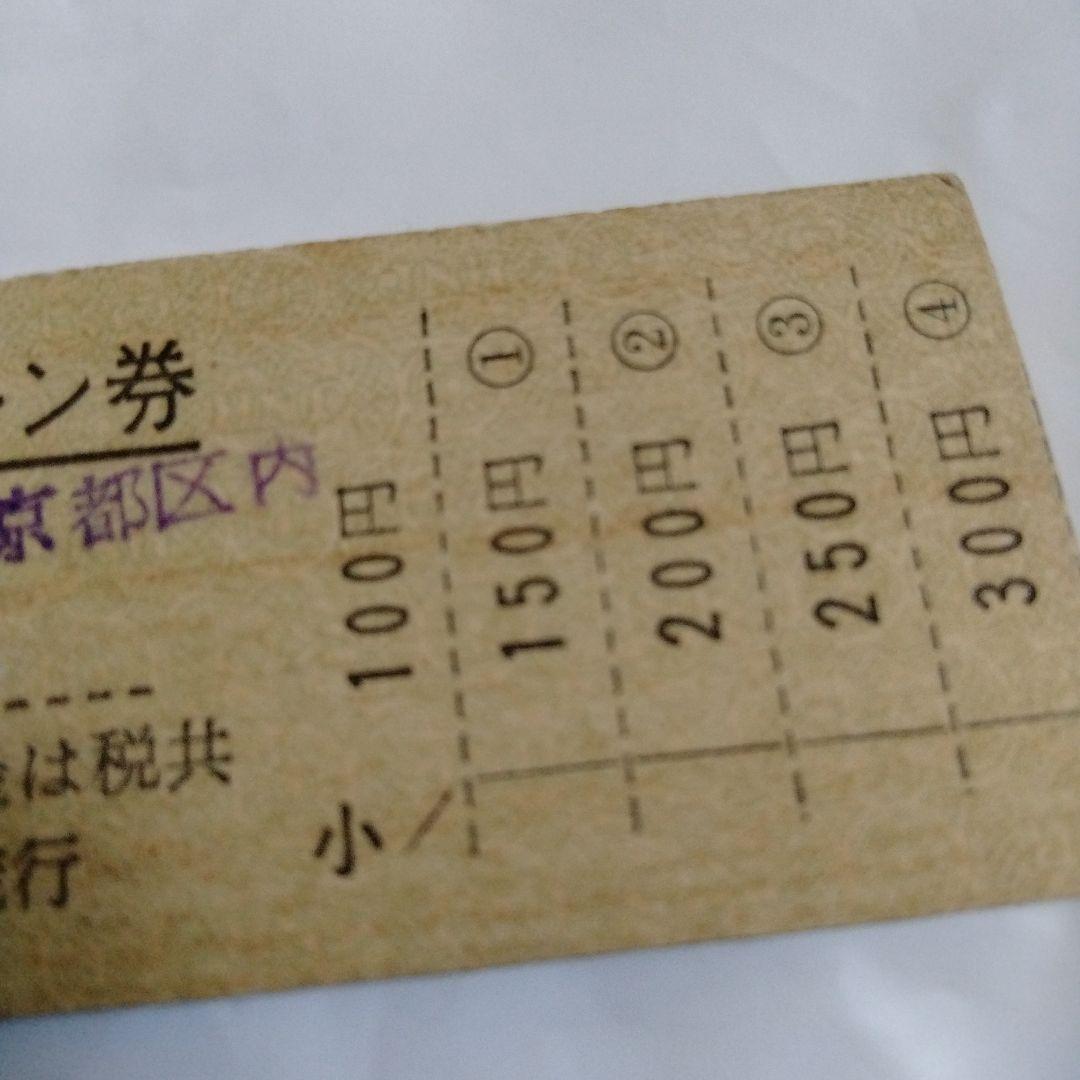 ン券
京都区内
100円
① 150円
② 200円
③ 250円
④ 300円
は税共
行
小